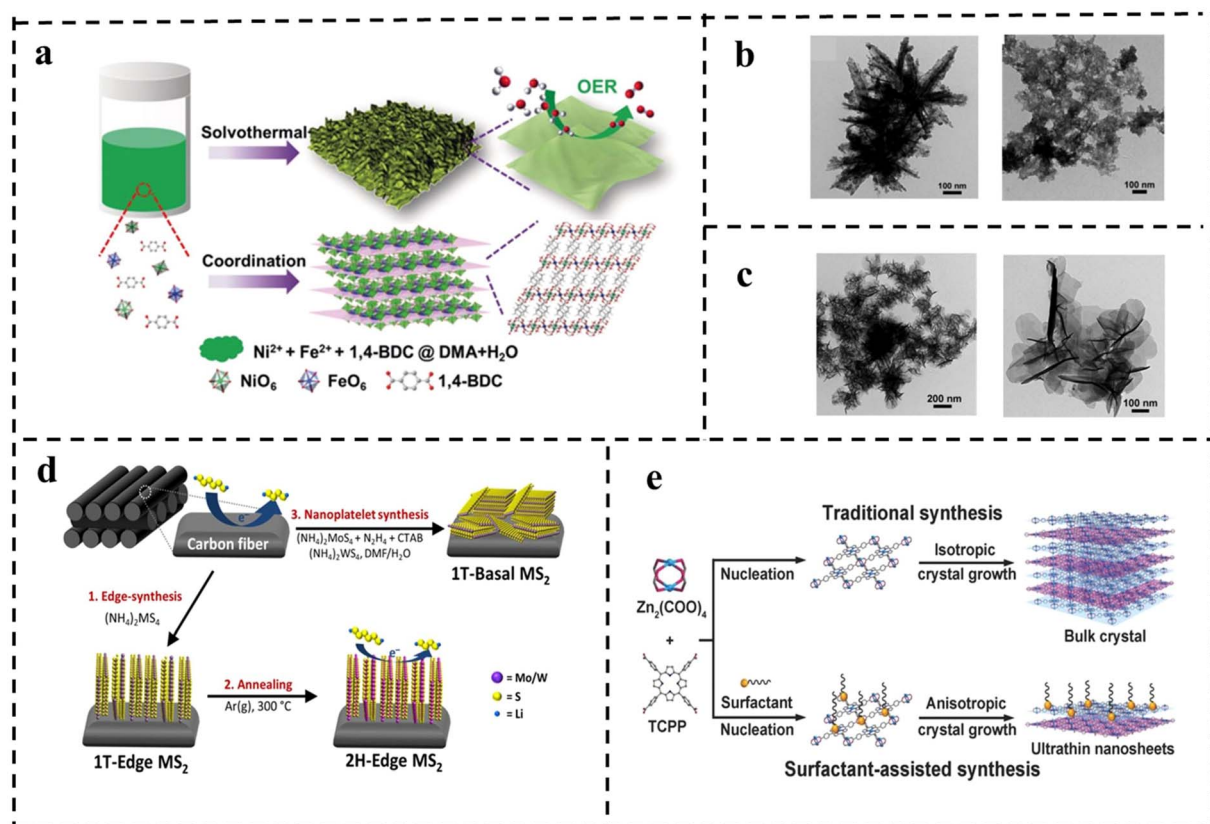 a
OER
Solvothermal
Coordination
Ni2+ + Fe2+ + 1,4-BDC @ DMA+H2O
NiO6 FeO6 1,4-BDC
b
100 nm 100 nm
c
200 nm 100 nm
d
e-
Carbon fiber
3. Nanoplatelet synthesis
(NH4)2MoS4 + N2H4 + CTAB
(NH4)2WS4, DMF/H2O
1T-Basal MS2
1. Edge-synthesis
(NH4)2MS4
2. Annealing
Ar(g), 300 °C
e-
= Mo/W
= S
= Li
1T-Edge MS2
2H-Edge MS2
e
Traditional synthesis
Zn2(COO)4
+
TCPP
Nucleation
Isotropic
crystal growth
Bulk crystal
Surfactant
Nucleation
Anisotropic
crystal growth
Ultrathin nanosheets
Surfactant-assisted synthesis